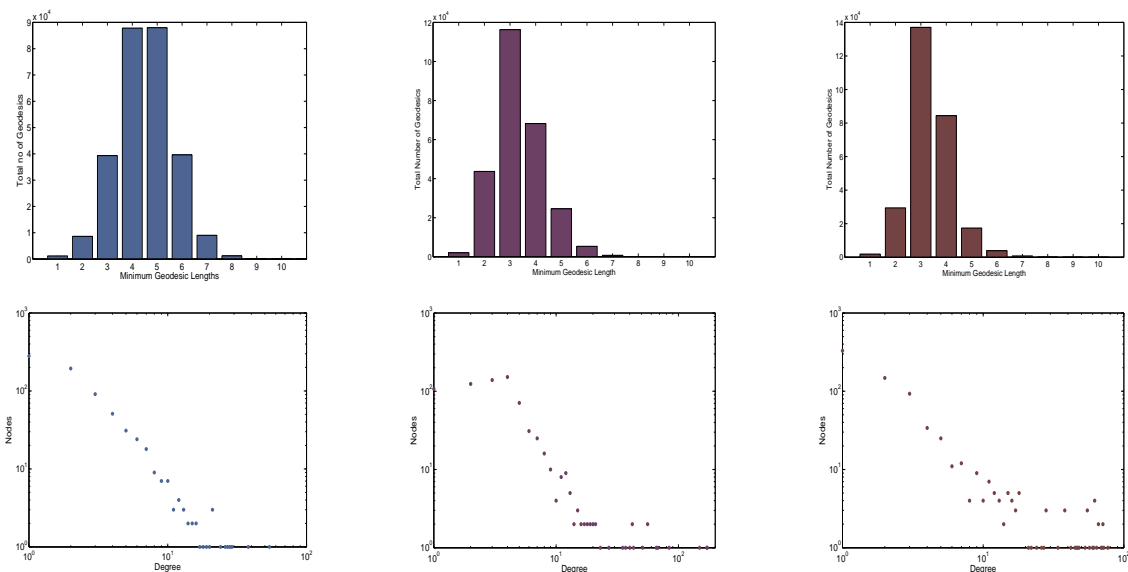 x 10^4
9
8
7
6
5
4
3
2
1
0
Total no of Geodesics
1 2 3 4 5 6 7 8 9 10
Minimum Geodesic Lengths
x 10^4
12
10
8
6
4
2
0
Total Number of Geodesics
1 2 3 4 5 6 7 8 9 10
Minimum Geodesic Length
x 10^4
14
12
10
8
6
4
2
0
Total Number of Geodesics
1 2 3 4 5 6 7 8 9 10
Minimum Geodesic Length
10^3
10^2
10^1
10^0
Nodes
10^0 10^1 10^2
Degree
10^3
10^2
10^1
10^0
Nodes
10^0 10^1 10^2
Degree
10^3
10^2
10^1
10^0
Nodes
10^0 10^1
Degree